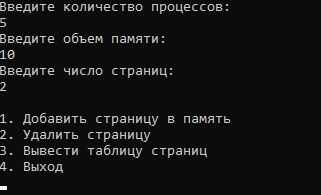 Введите количество процессов:
5
Введите объем памяти:
10
Введите число страниц:
2
1. Добавить страницу в память
2. Удалить страницу
3. Вывести таблицу страниц
4. Выход